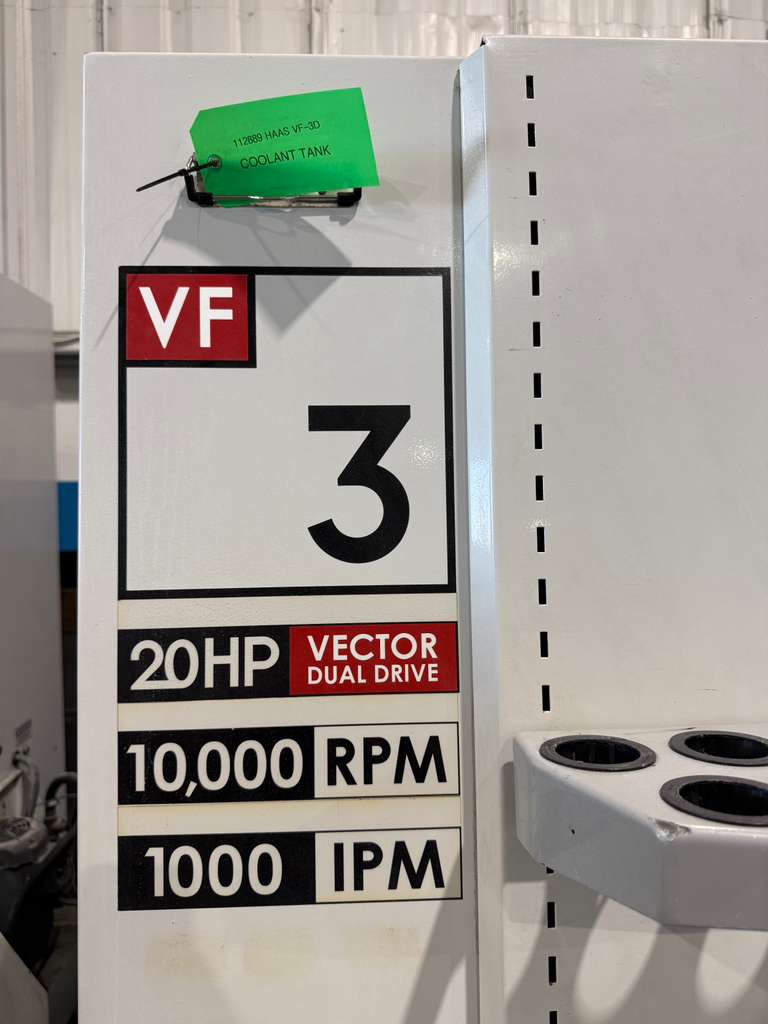 112889 HAAS VF-3D
COOLANT TANK
VF
3
20HP VECTOR
DUAL DRIVE
10,000 RPM
1000 IPM